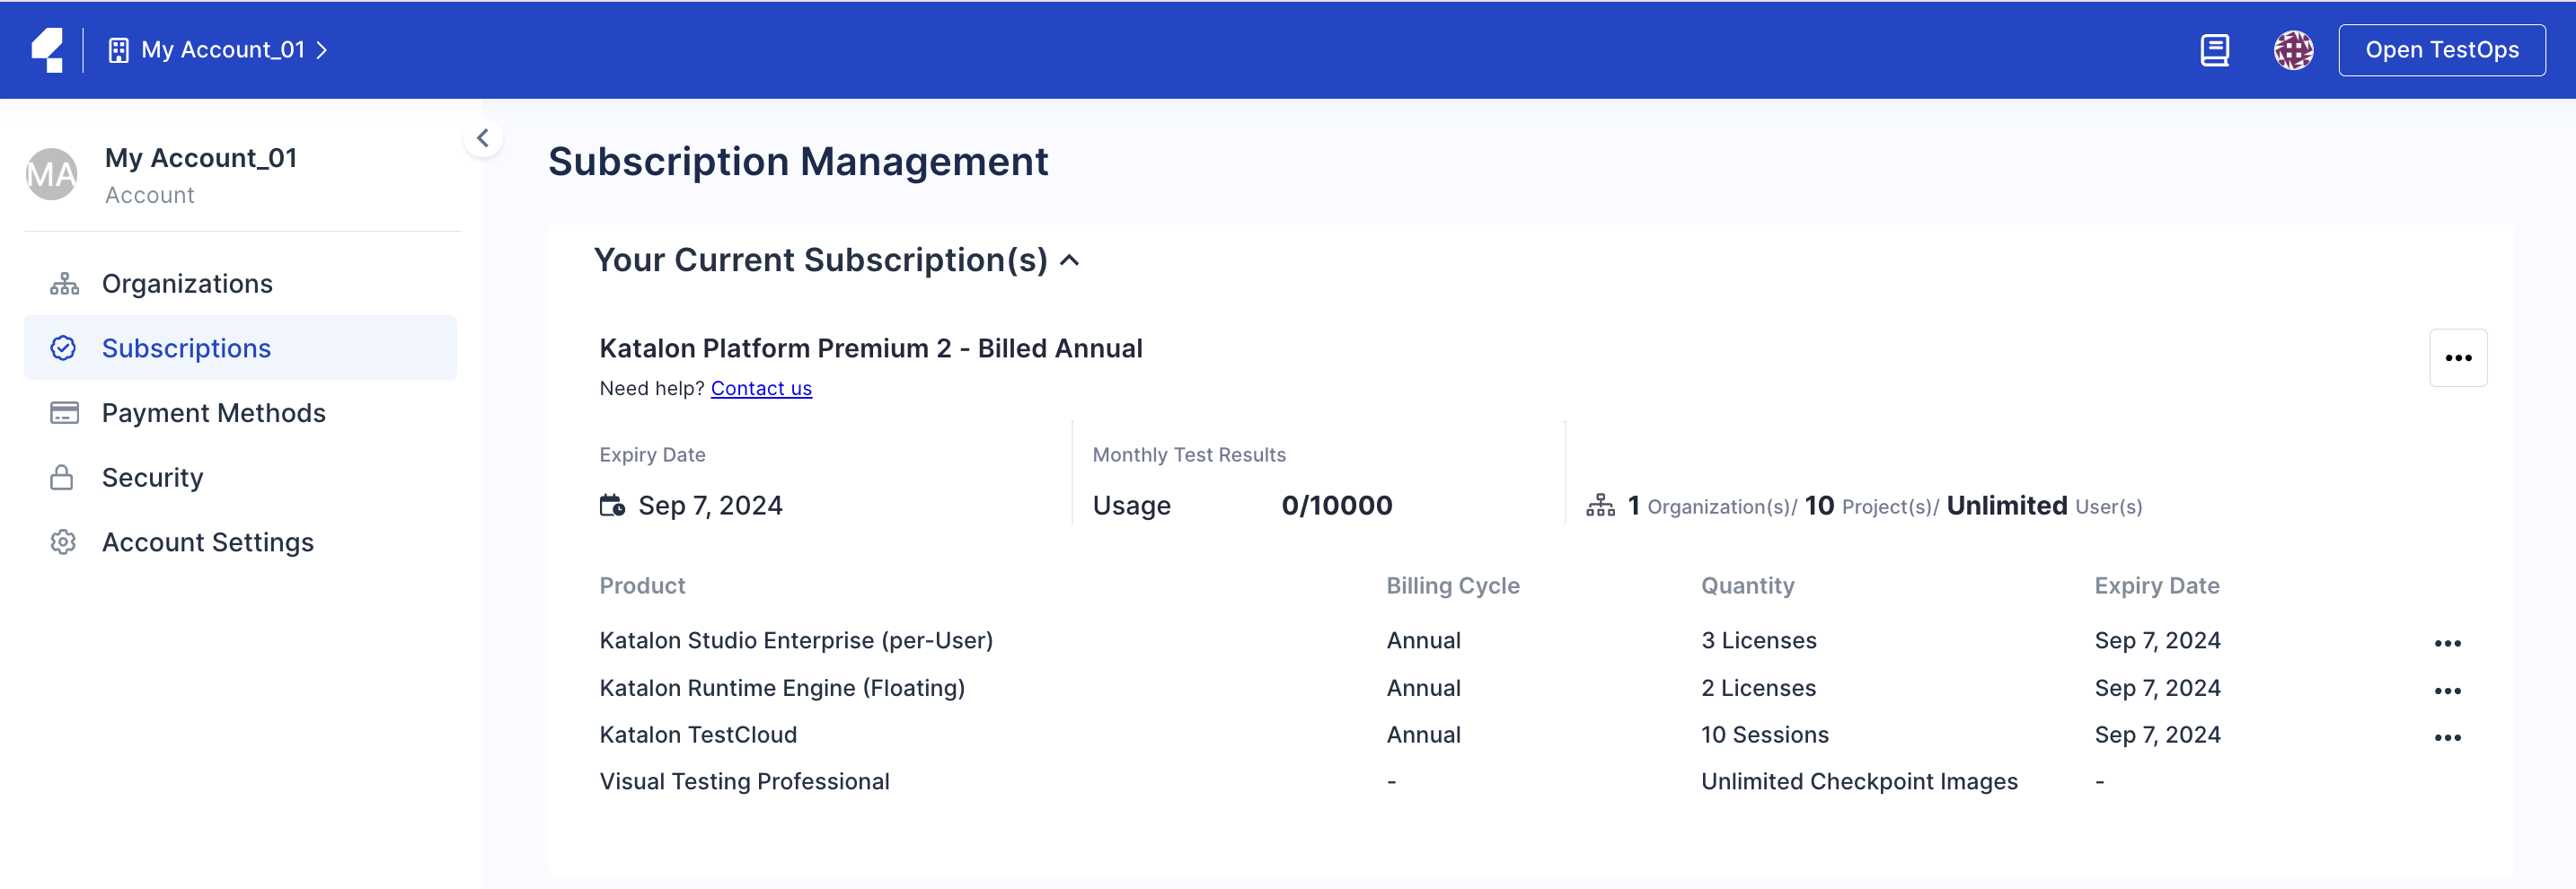 My Account_01
Open TestOps
MA
My Account_01
Account
Organizations
Subscriptions
Payment Methods
Security
Account Settings
Subscription Management
Your Current Subscription(s)
Katalon Platform Premium 2 - Billed Annual
Need help? Contact us
Expiry Date
Sep 7, 2024
Monthly Test Results
Usage 0/10000
1 Organization(s)/ 10 Project(s)/ Unlimited User(s)
Product Billing Cycle Quantity Expiry Date
Katalon Studio Enterprise (per-User) Annual 3 Licenses Sep 7, 2024
Katalon Runtime Engine (Floating) Annual 2 Licenses Sep 7, 2024
Katalon TestCloud Annual 10 Sessions Sep 7, 2024
Visual Testing Professional - Unlimited Checkpoint Images -